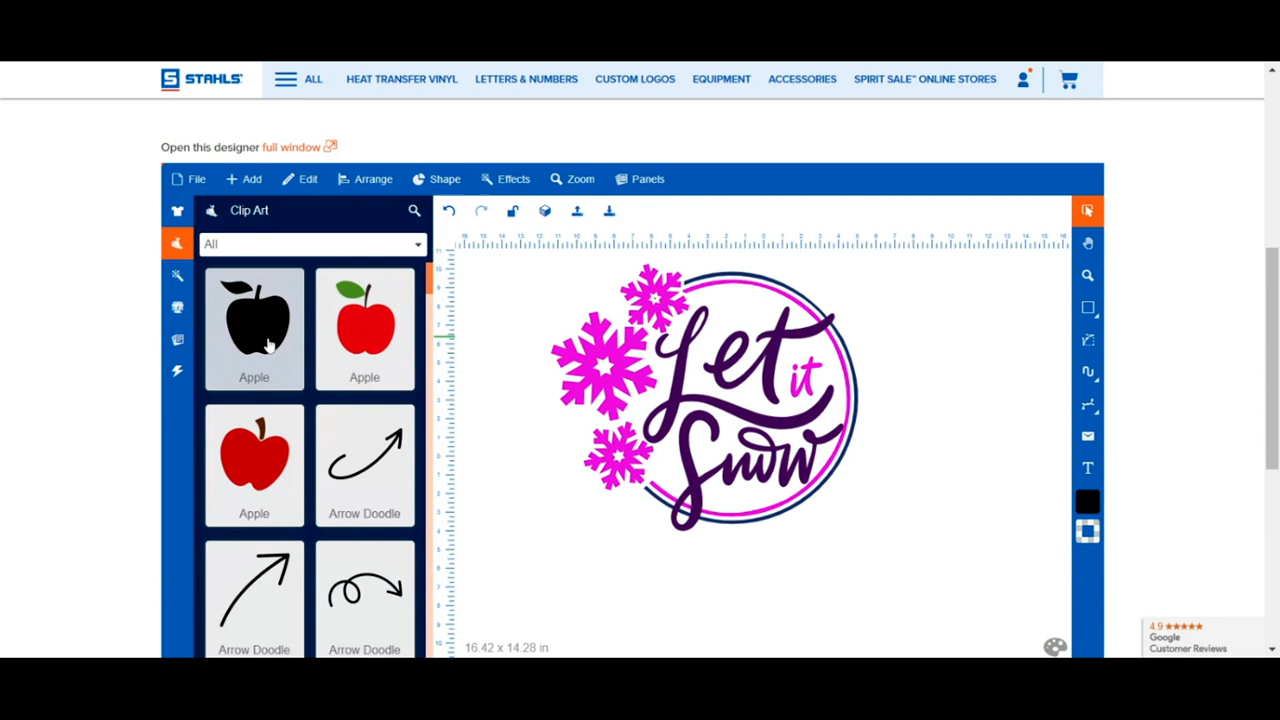 STAHLS'
ALL
HEAT TRANSFER VINYL
LETTERS & NUMBERS
CUSTOM LOGOS
EQUIPMENT
ACCESSORIES
SPIRIT SALE™ ONLINE STORES
Open this designer full window
File
Add
Edit
Arrange
Shape
Effects
Zoom
Panels
Clip Art
All
Apple
Apple
Apple
Arrow Doodle
Arrow Doodle
Arrow Doodle
Let it
Snow
T
16.42 x 14.28 in
4.9 ★★★★★
Google
Customer Reviews